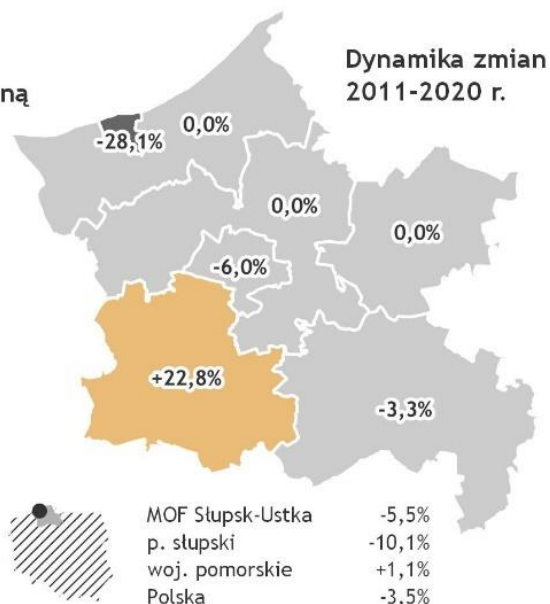 ną
Dynamika zmian
2011-2020 r.
-28,1%
0,0%
0,0%
0,0%
-6,0%
+22,8%
-3,3%
MOF Słupsk-Ustka -5,5%
p. słupski -10,1%
woj. pomorskie +1,1%
Polska -3,5%